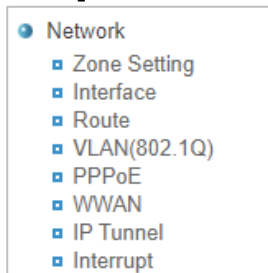 Network
Zone Setting
Interface
Route
VLAN(802.1Q)
PPPoE
WWAN
IP Tunnel
Interrupt